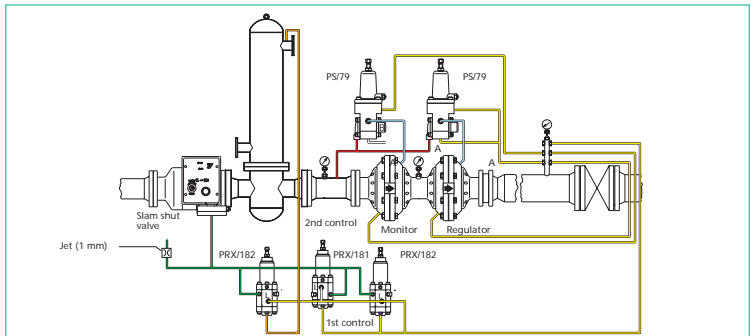 PS/79
PS/79
A
A
A
Slam shut
valve
2nd control
Monitor
Regulator
Jet (1 mm)
PRX/182
PRX/181
PRX/182
1st control